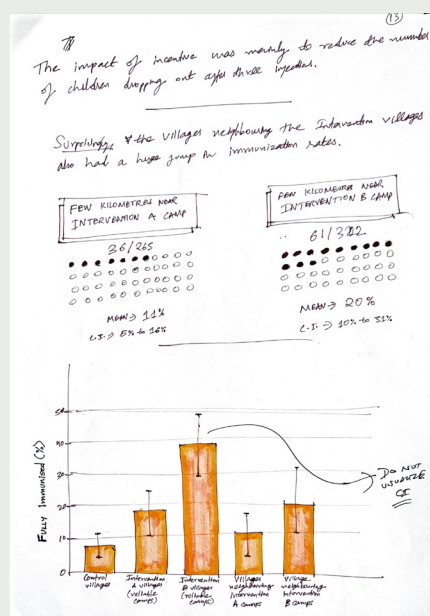 13
The impact of incentive was mainly to reduce the number
of children dropping out after three injections.
Surprisingly, the villages neighbouring the Intervention villages
also had a huge jump in immunization rates.
FEW KILOMETRES NEAR
INTERVENTION A CAMP
36/265
MEAN → 11%
C.I. → 5% to 16%
FEW KILOMETRES NEAR
INTERVENTION B CAMP
MEAN → 20%
C.I. → 10% to 31%
FULLY IMMUNISED (%)
50
40
30
20
10
0
Control
villages
Intervention
A villages
(reliable
camps)
Intervention
B villages
(reliable
camps)
Villages
neighbouring
Intervention
A camps
Village
neighbouring
Intervention
B camps
DO NOT
VISUALIZE
CI